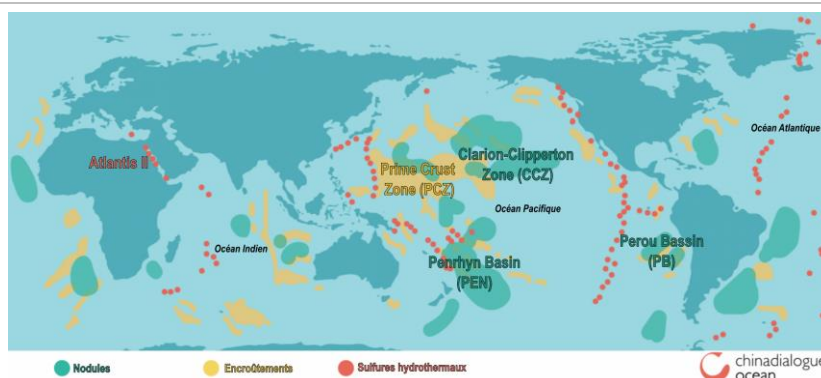 Océan Atlantique
Atlantis II
Clarion-Clipperton
Zone (CCZ)
Prime Crust
Zone (PCZ)
Océan Pacifique
Océan Indien
Perou Bassin
(PB)
Penrhyn Basin
(PEN)
Nodules
Encroûtements
Sulfures hydrothermaux
chinadialogue
ocean